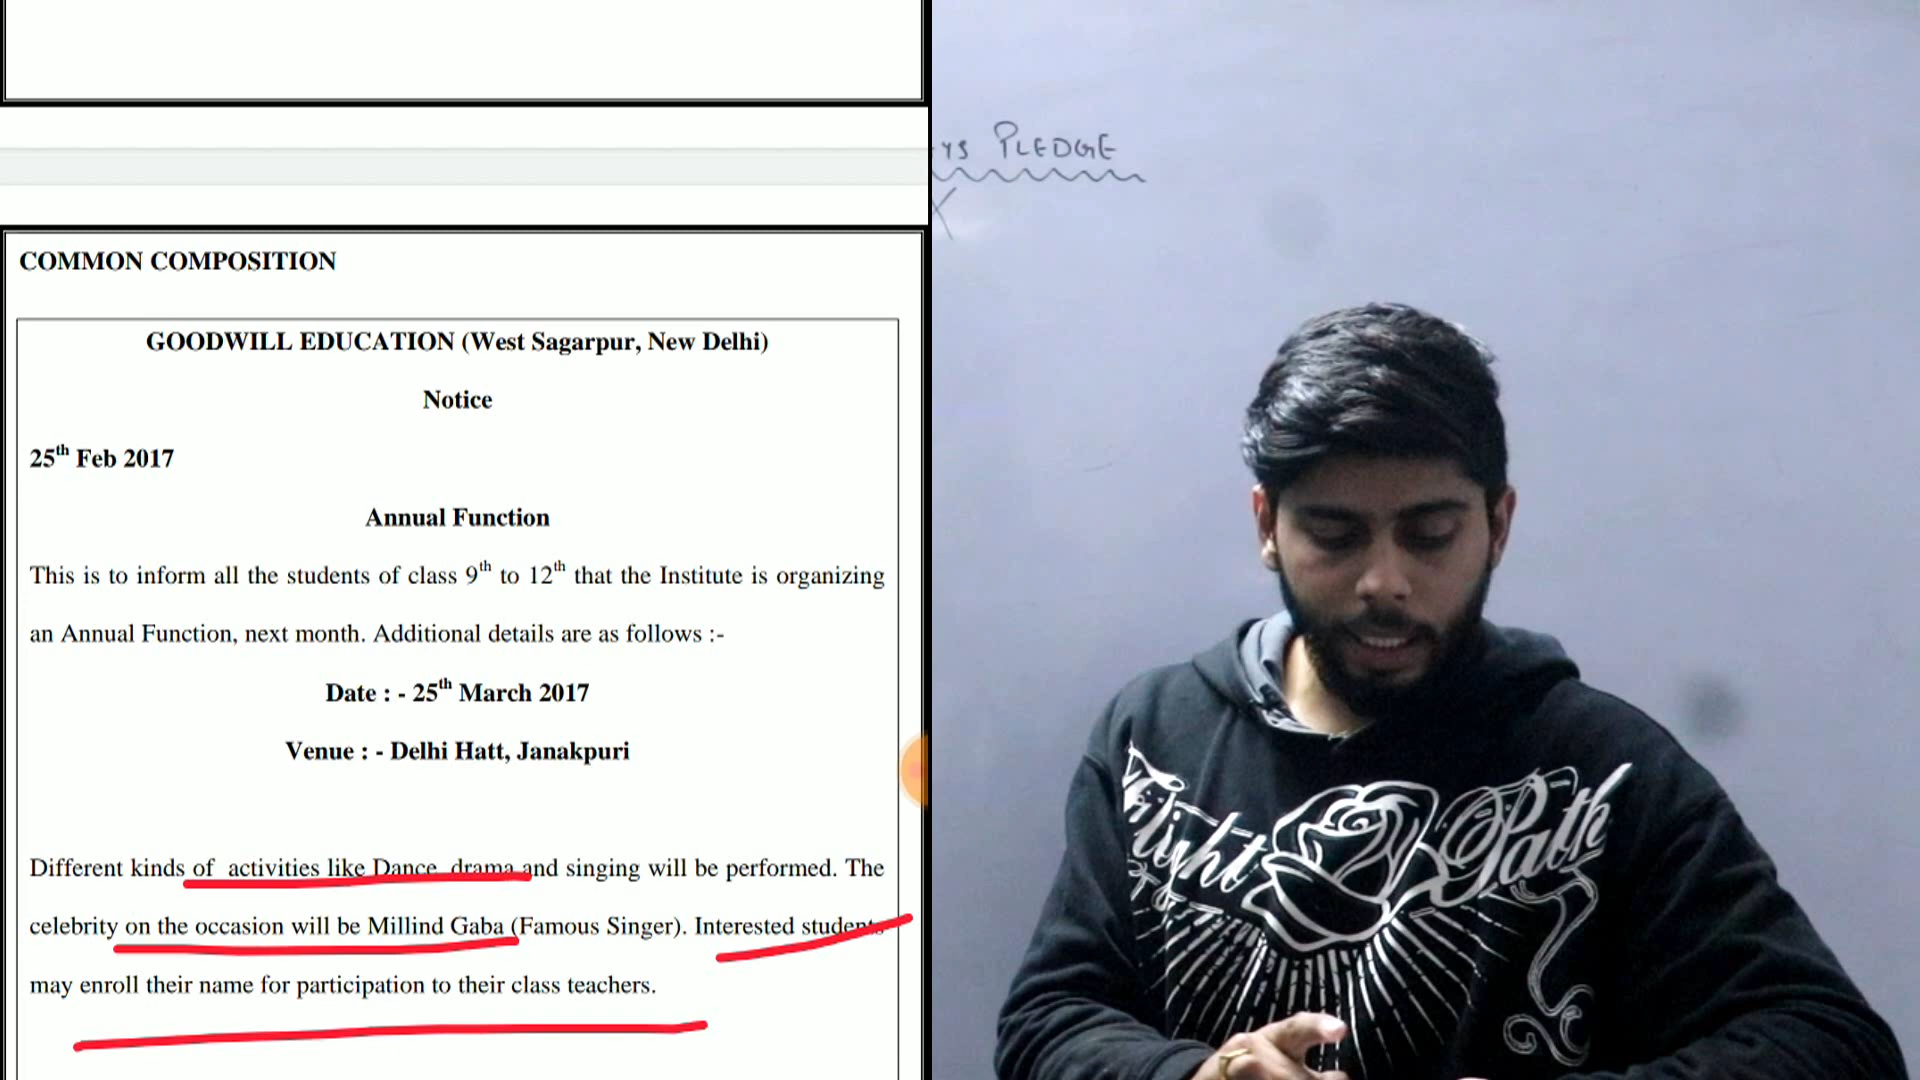 COMMON COMPOSITION
GOODWILL EDUCATION (West Sagarpur, New Delhi)
Notice
25th Feb 2017
Annual Function
This is to inform all the students of class 9th to 12th that the Institute is organizing
an Annual Function, next month. Additional details are as follows :-
Date : - 25th March 2017
Venue : - Delhi Hatt, Janakpuri
Different kinds of activities like Dance drama and singing will be performed. The
celebrity on the occasion will be Millind Gaba (Famous Singer). Interested students
may enroll their name for participation to their class teachers.
YS PLEDGE
X
Flight Path